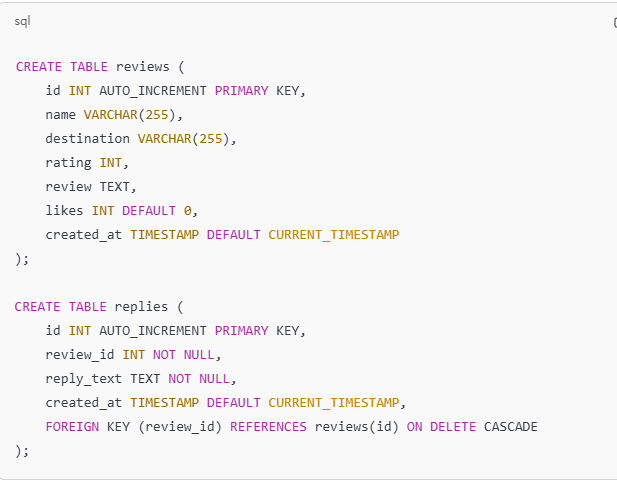 sql
CREATE TABLE reviews (
    id INT AUTO_INCREMENT PRIMARY KEY,
    name VARCHAR(255),
    destination VARCHAR(255),
    rating INT,
    review TEXT,
    likes INT DEFAULT 0,
    created_at TIMESTAMP DEFAULT CURRENT_TIMESTAMP
);
CREATE TABLE replies (
    id INT AUTO_INCREMENT PRIMARY KEY,
    review_id INT NOT NULL,
    reply_text TEXT NOT NULL,
    created_at TIMESTAMP DEFAULT CURRENT_TIMESTAMP,
    FOREIGN KEY (review_id) REFERENCES reviews(id) ON DELETE CASCADE
);